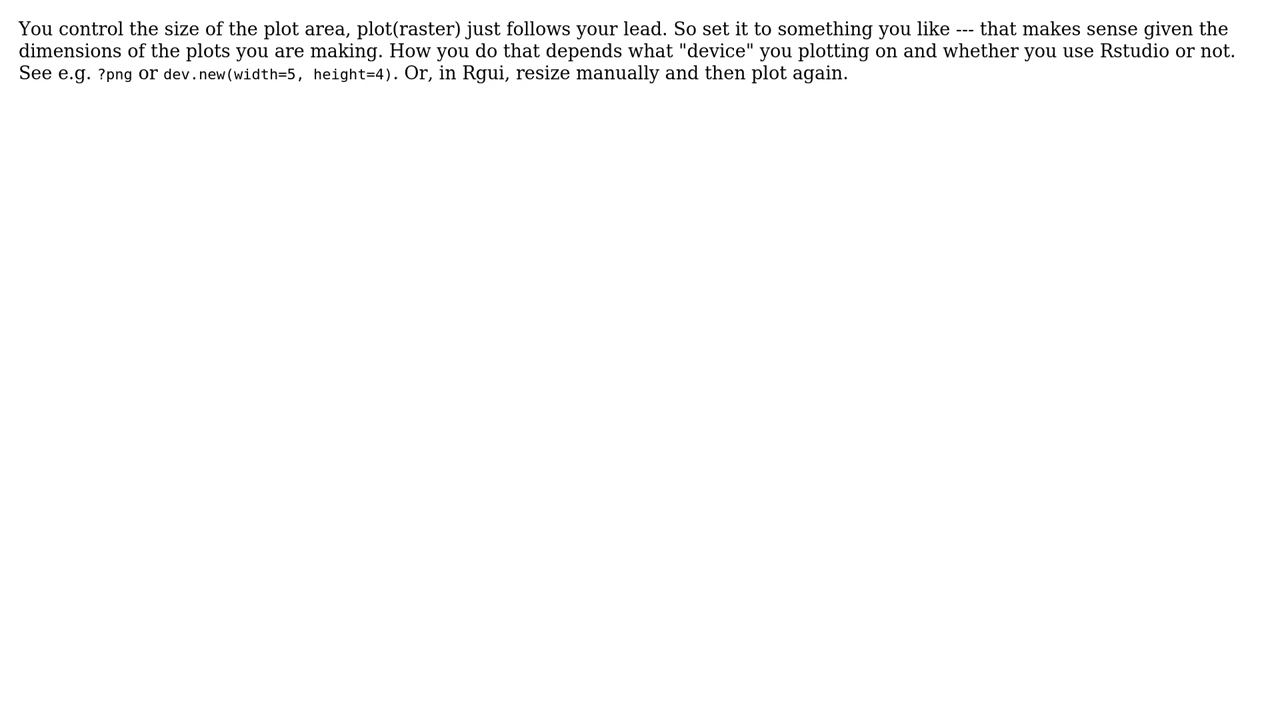 You control the size of the plot area, plot(raster) just follows your lead. So set it to something you like --- that makes sense given the
dimensions of the plots you are making. How you do that depends what "device" you plotting on and whether you use Rstudio or not.
See e.g. ?png or dev.new(width=5, height=4). Or, in Rgui, resize manually and then plot again.